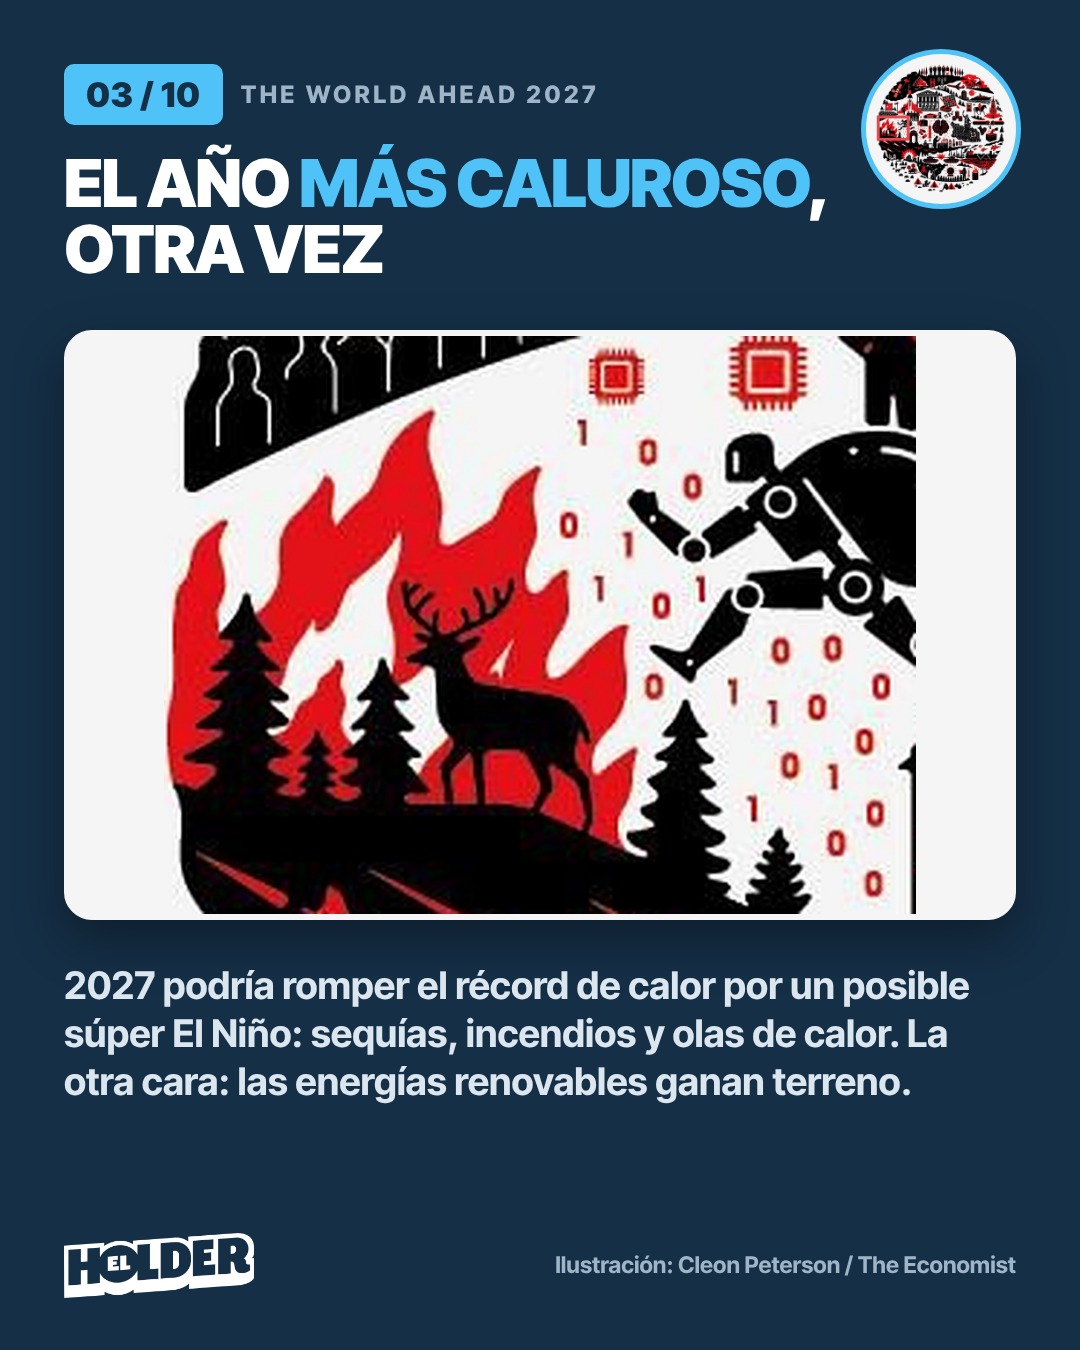 03 / 10
THE WORLD AHEAD 2027
EL AÑO MÁS CALUROSO,
OTRA VEZ
1
0
0
0
1
1
1
0
0
0
0
1
0
1
0
0
0
1
1
0
0
0
2027 podría romper el récord de calor por un posible
súper El Niño: sequías, incendios y olas de calor. La
otra cara: las energías renovables ganan terreno.
EL HOLDER
Ilustración: Cleon Peterson / The Economist